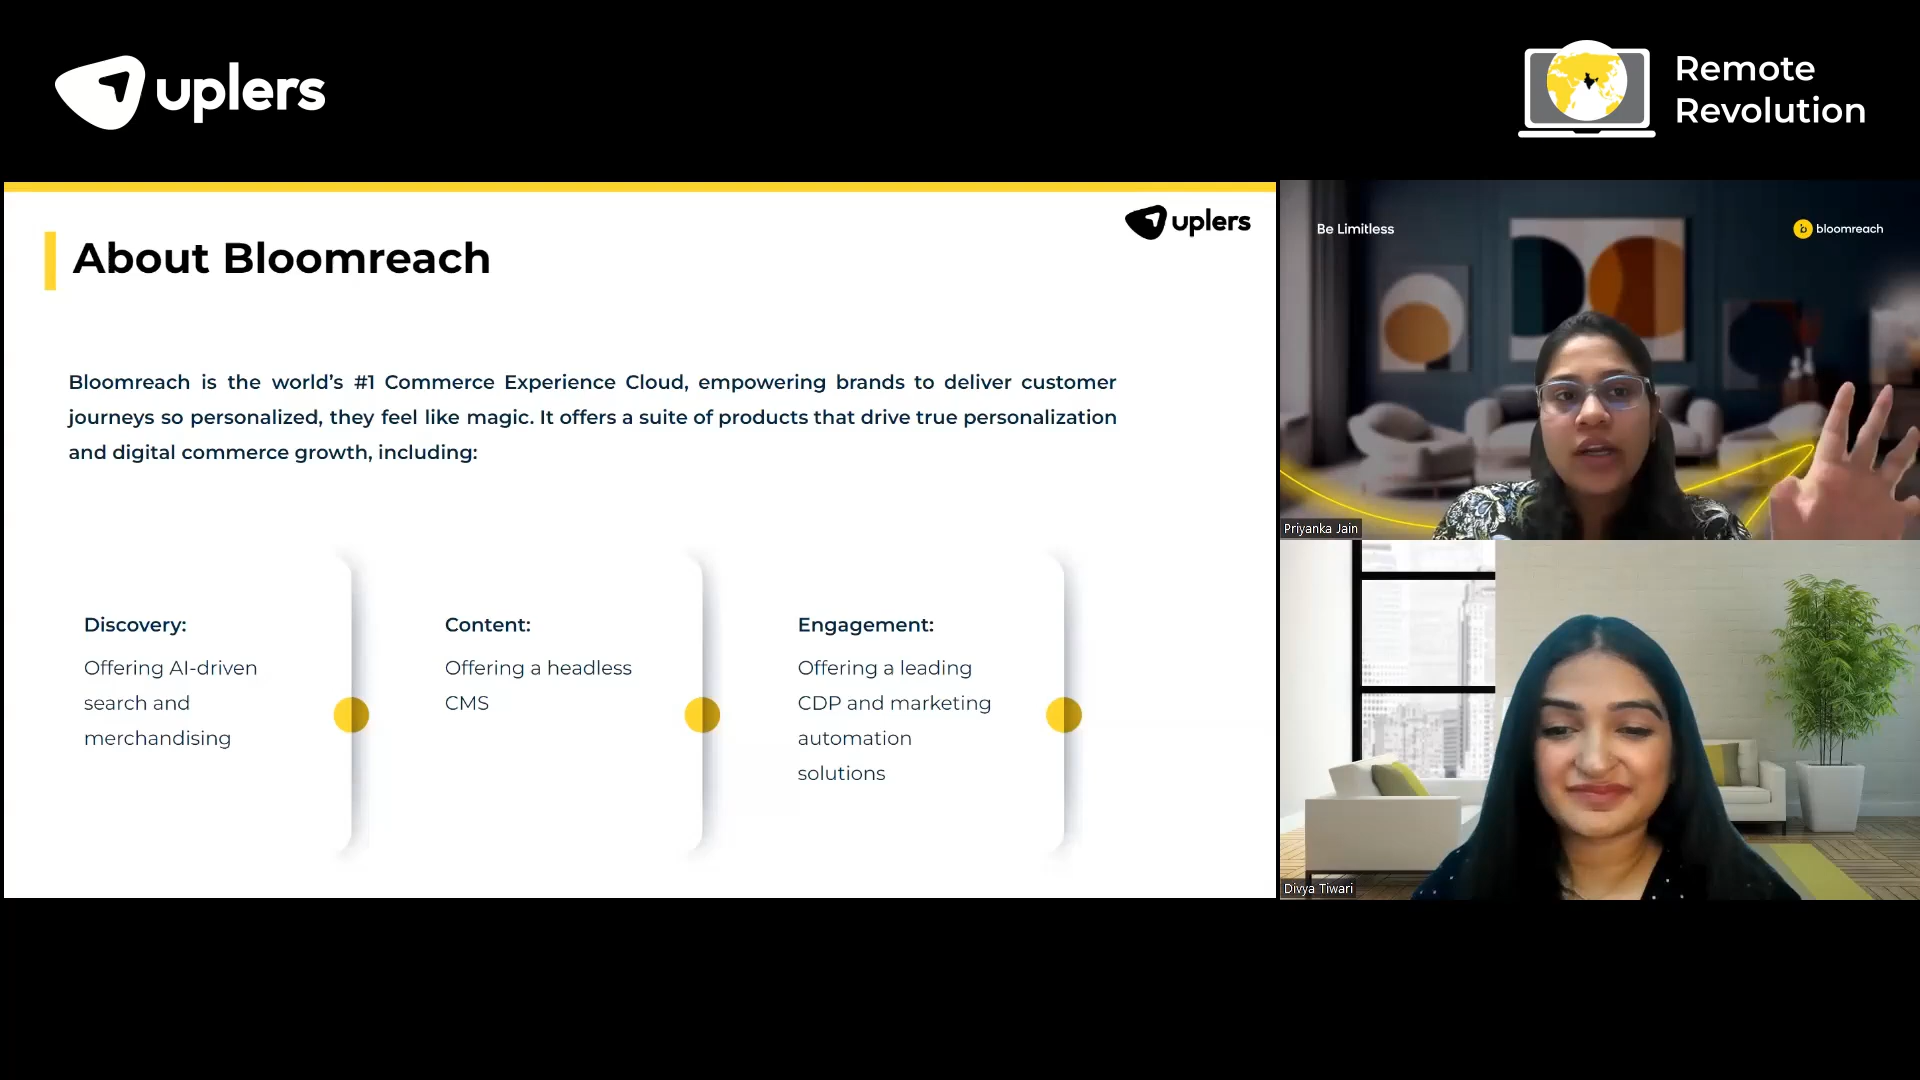 uplers
Remote
Revolution
uplers
About Bloomreach
Bloomreach is the world’s #1 Commerce Experience Cloud, empowering brands to deliver customer
journeys so personalized, they feel like magic. It offers a suite of products that drive true personalization
and digital commerce growth, including:
Discovery:
Offering AI-driven
search and
merchandising
Content:
Offering a headless
CMS
Engagement:
Offering a leading
CDP and marketing
automation
solutions
Be Limitless
bloomreach
Priyanka Jain
Divya Tiwari